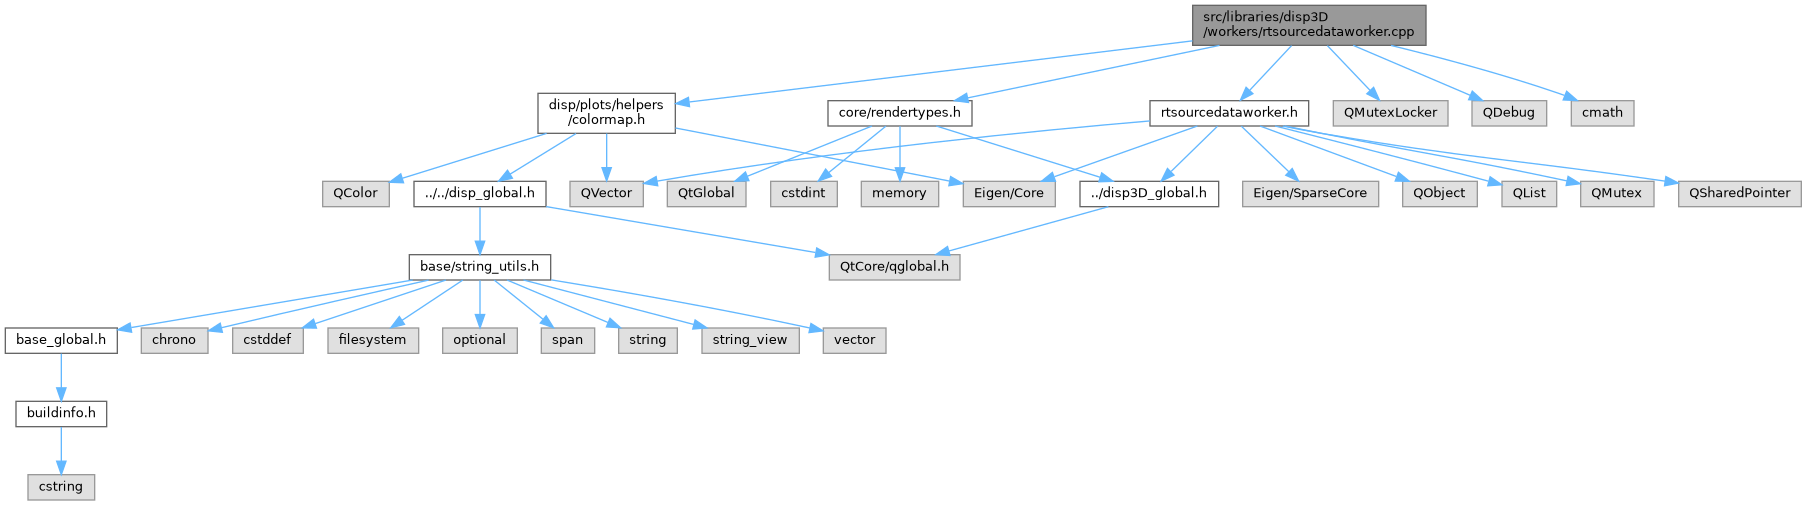 src/libraries/disp3D
/workers/rtsourcedataworker.cpp
disp/plots/helpers
/colormap.h
core/rendertypes.h
rtsourcedataworker.h
QMutexLocker
QDebug
cmath
QColor
../../disp_global.h
QVector
QtGlobal
cstdint
memory
Eigen/Core
../disp3D_global.h
Eigen/SparseCore
QObject
QList
QMutex
QSharedPointer
base/string_utils.h
QtCore/qglobal.h
base_global.h
chrono
cstddef
filesystem
optional
span
string
string_view
vector
buildinfo.h
cstring